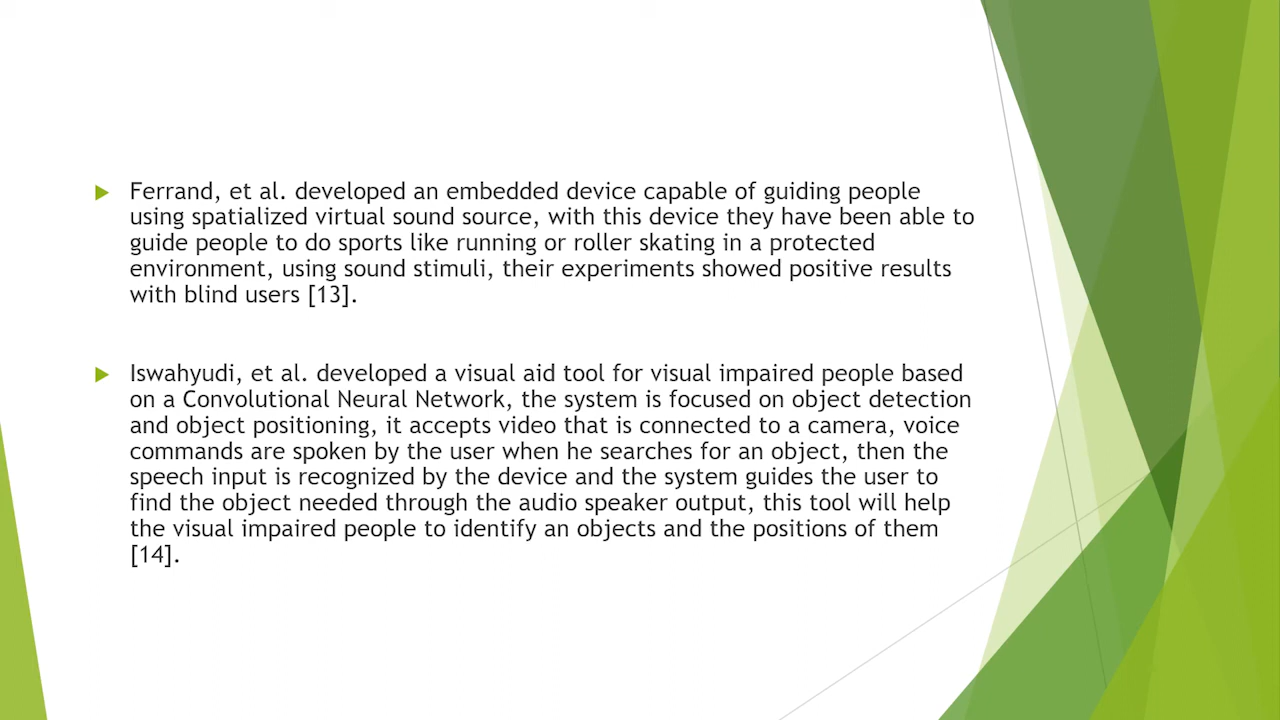 Ferrand, et al. developed an embedded device capable of guiding people
using spatialized virtual sound source, with this device they have been able to
guide people to do sports like running or roller skating in a protected
environment, using sound stimuli, their experiments showed positive results
with blind users [13].
Iswahyudi, et al. developed a visual aid tool for visual impaired people based
on a Convolutional Neural Network, the system is focused on object detection
and object positioning, it accepts video that is connected to a camera, voice
commands are spoken by the user when he searches for an object, then the
speech input is recognized by the device and the system guides the user to
find the object needed through the audio speaker output, this tool will help
the visual impaired people to identify an objects and the positions of them
[14].